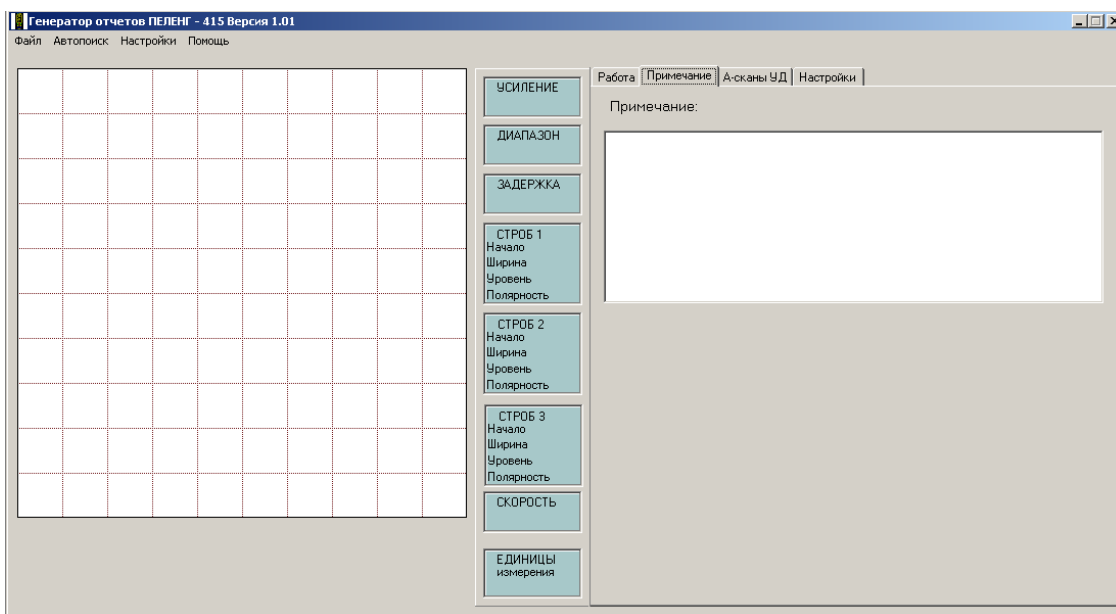 Генератор отчетов ПЕЛЕНГ - 415 Версия 1.01
Файл Автопоиск Настройки Помощь
УСИЛЕНИЕ
ДИАПАЗОН
ЗАДЕРЖКА
СТРОБ 1
Начало
Ширина
Уровень
Полярность
СТРОБ 2
Начало
Ширина
Уровень
Полярность
СТРОБ 3
Начало
Ширина
Уровень
Полярность
СКОРОСТЬ
ЕДИНИЦЫ
измерения
Работа Примечание А-сканы УД Настройки
Примечание: